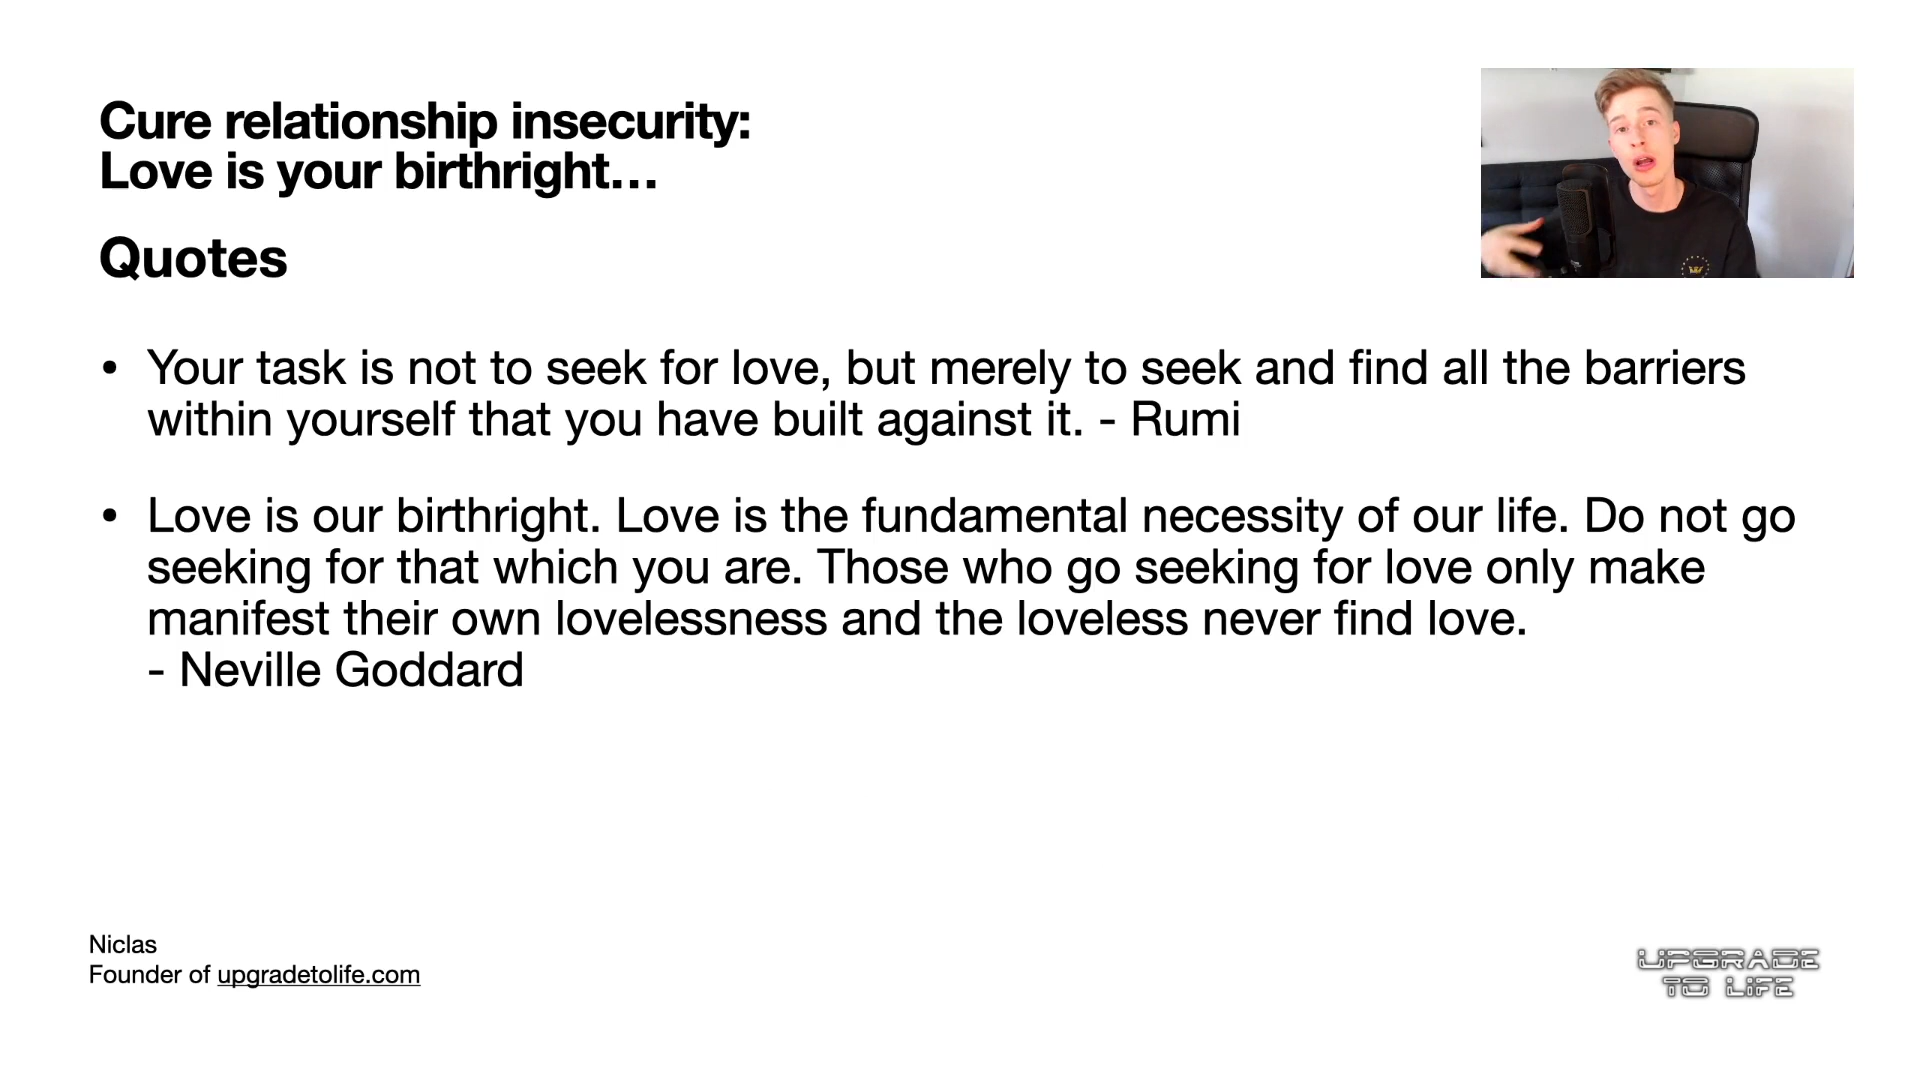 Cure relationship insecurity:
Love is your birthright…
Quotes
• Your task is not to seek for love, but merely to seek and find all the barriers
within yourself that you have built against it. - Rumi
• Love is our birthright. Love is the fundamental necessity of our life. Do not go
seeking for that which you are. Those who go seeking for love only make
manifest their own lovelessness and the loveless never find love.
- Neville Goddard
Niclas
Founder of upgradetolife.com
UPGRADE
TO LIFE